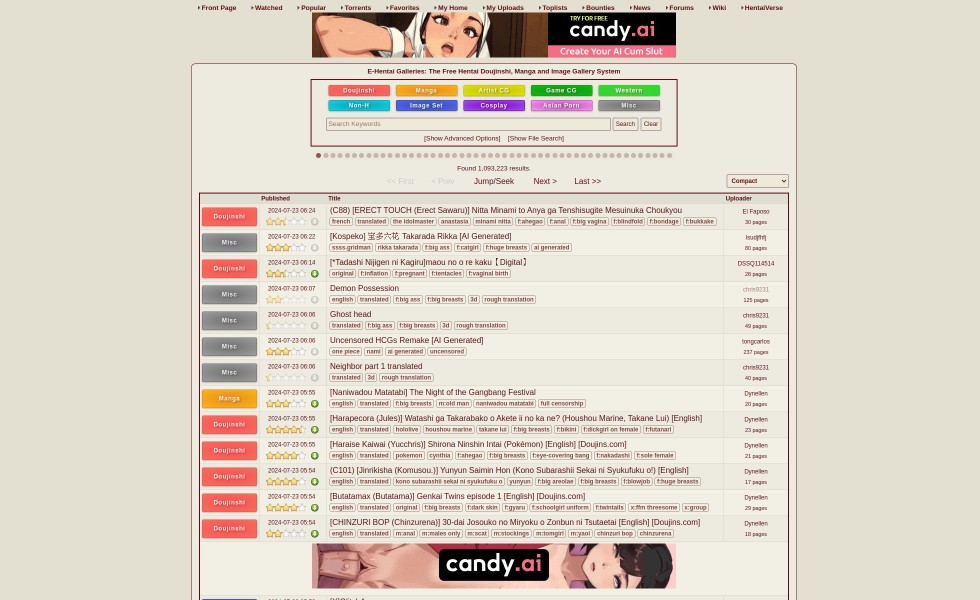 Front Page Watched Popular Torrents Favorites My Home My Uploads Toplists Bounties News Forums Wiki HentaiVerse
TRY FOR FREE
candy.ai
Create Your AI Cum Slut
E-Hentai Galleries: The Free Hentai Doujinshi, Manga and Image Gallery System
Doujinshi Manga Artist CG Game CG Western
Non-H Image Set Cosplay Asian Porn Misc
Search Keywords Search Clear
[Show Advanced Options] [Show File Search]
Found 1,093,223 results.
<< First < Prev Jump/Seek Next > Last >> Compact
Published Title Uploader
Doujinshi 2024-07-23 06:24 (C88) [ERECT TOUCH (Erect Sawaru)] Nitta Minami to Anya ga Tenshisugite Mesuinuka Choukyou El Faposo
french translated the idolmaster anastasia minami nitta f:ahegao f:anal f:big vagina f:blindfold f:bondage f:bukkake 30 pages
Misc 2024-07-23 06:22 [Kospeko] 宝多六花 Takarada Rikka [AI Generated]
ssss.gridman rikka takarada f:big ass f:catgirl f:huge breasts ai generated 80 pages
Doujinshi 2024-07-23 06:14 [*Tadashi Nijigen ni Kagiru]maou no o re kaku【Digital】 DSSQ114514
original f:inflation f:pregnant f:tentacles f:vaginal birth 28 pages
Misc 2024-07-23 06:07 Demon Possession chris9231
english translated f:big ass f:big breasts 3d rough translation 125 pages
Misc 2024-07-23 06:06 Ghost head chris9231
translated f:big ass f:big breasts 3d rough translation 49 pages
Misc 2024-07-23 06:06 Uncensored HCGs Remake [AI Generated] tongcarlos
one piece nami ai generated uncensored 237 pages
Misc 2024-07-23 06:06 Neighbor part 1 translated chris9231
translated 3d rough translation 40 pages
Manga 2024-07-23 05:55 [Naniwadou Matatabi] The Night of the Gangbang Festival Dynellen
english translated f:big breasts m:old man naniwadou matatabi full censorship 20 pages
Doujinshi 2024-07-23 05:55 [Harapecora (Jules)] Watashi ga Takarabako o Akete ii no ka ne? (Houshou Marine, Takane Lui) [English] Dynellen
english translated hololive houshou marine takane lui f:big breasts f:bikini f:dickgirl on female f:futanari 23 pages
Doujinshi 2024-07-23 05:55 [Haraise Kaiwai (Yucchris)] Shirona Ninshin Intai (Pokémon) [English] [Doujins.com] Dynellen
english translated pokemon cynthia f:ahegao f:big breasts f:eye-covering bang f:nakadashi f:sole female 21 pages
Doujinshi 2024-07-23 05:54 (C101) [Jinrikisha (Komusou.)] Yunyun Saimin Hon (Kono Subarashii Sekai ni Syukufuku o!) [English] Dynellen
english translated kono subarashii sekai ni syukufuku o yunyun f:big areolae f:big breasts f:blowjob f:huge breasts 17 pages
Doujinshi 2024-07-23 05:54 [Butatamax (Butatama)] Genkai Twins episode 1 [English] [Doujins.com] Dynellen
english translated original f:big breasts f:dark skin f:gyaru f:schoolgirl uniform f:twintails x:ffm threesome x:group 29 pages
Doujinshi 2024-07-23 05:54 [CHINZURI BOP (Chinzurena)] 30-dai Josouko no Miryoku o Zonbun ni Tsutaetai [English] [Doujins.com] Dynellen
english translated m:anal m:males only m:scat m:stockings m:tomgirl m:yaoi chinzuri bop chinzurena 18 pages
candy.ai